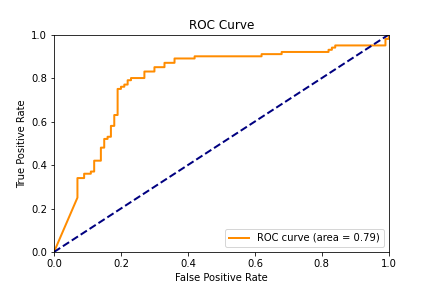 ROC Curve
1.0
0.8
0.6
0.4
0.2
0.0
True Positive Rate
ROC curve (area = 0.79)
0.0 0.2 0.4 0.6 0.8 1.0
False Positive Rate